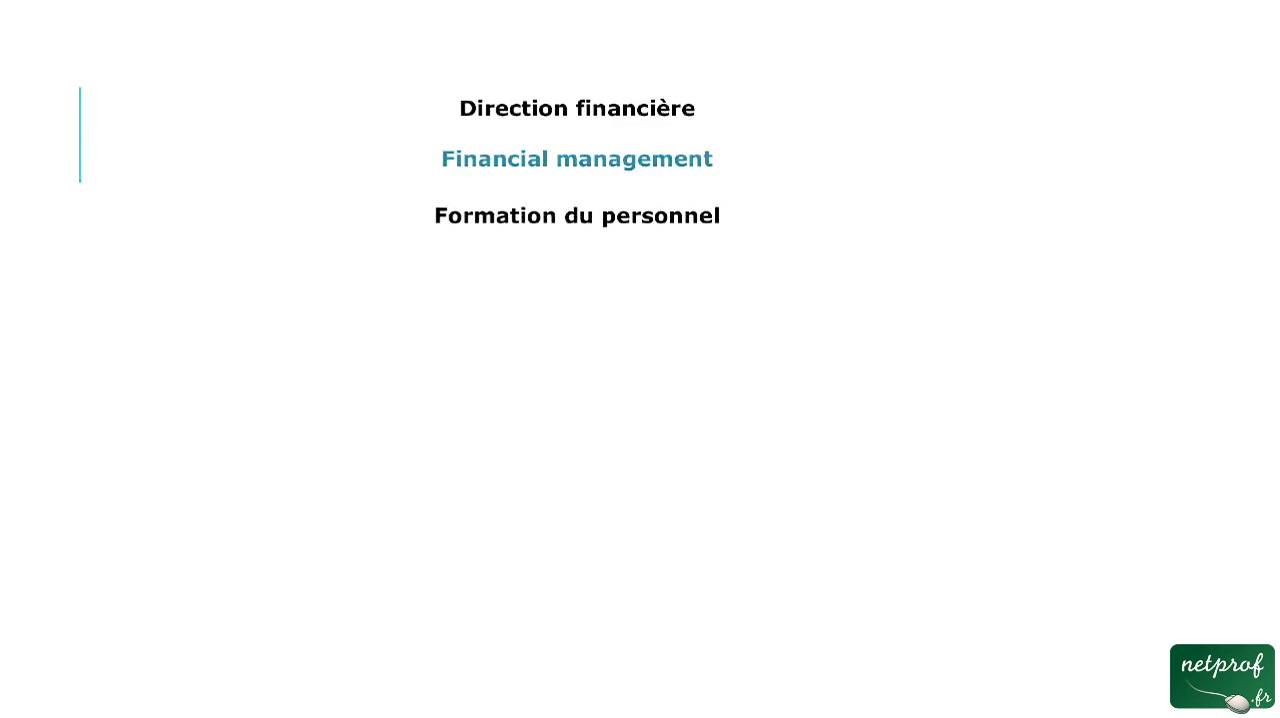 Direction financière
Financial management
Formation du personnel
netprof
.fr